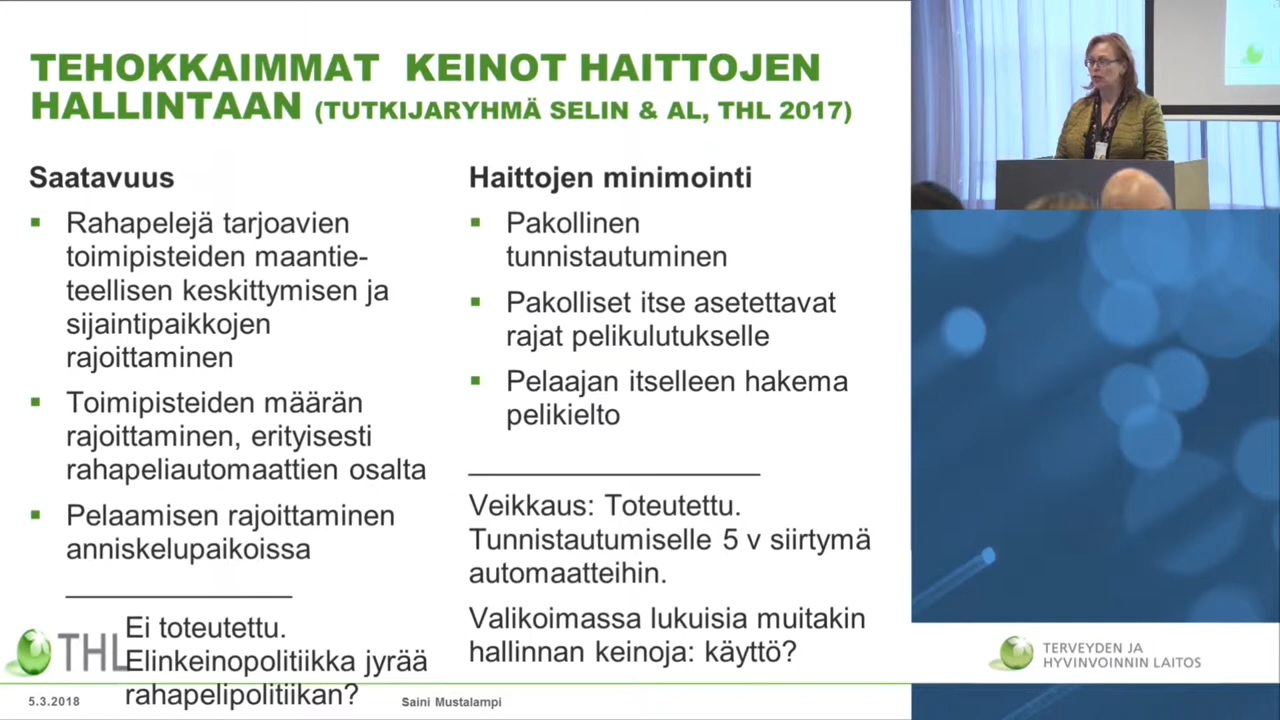 TEHOKKAIMMAT KEINOT HAITTOJEN
HALLINTAAN (TUTKIJARYHMÄ SELIN & AL, THL 2017)
Saatavuus
Rahapelejä tarjoavien
toimipisteiden maantie-
teellisen keskittymisen ja
sijaintipaikkojen
rajoittaminen
Toimipisteiden määrän
rajoittaminen, erityisesti
rahapeliautomaattien osalta
Pelaamisen rajoittaminen
anniskelupaikoissa
Ei toteutettu.
Elinkeinopolitiikka jyrää
rahapelipolitiikan?
Haittojen minimointi
Pakollinen
tunnistautuminen
Pakolliset itse asetettavat
rajat pelikulutukselle
Pelaajan itselleen hakema
pelikielto
Veikkaus: Toteutettu.
Tunnistautumiselle 5 v siirtymä
automaatteihin.
Valikoimassa lukuisia muitakin
hallinnan keinoja: käyttö?
THL
5.3.2018
Saini Mustalampi
TERVEYDEN JA
HYVINVOINNIN LAITOS